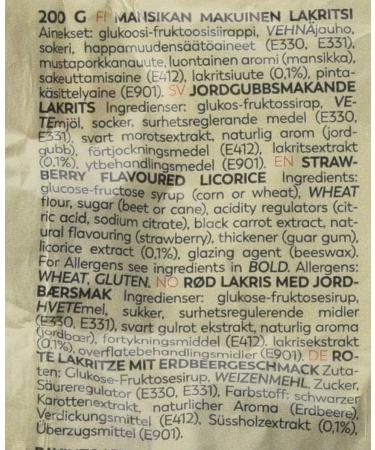 200 G FI MANSIKAN MAKUINEN LAKRITSI
Ainekset: glukoosi-fruktoosisiirappi, VEHNÄjauho,
sokeri, happamuudensäätöaineet (E330, E331),
mustaporkkanauute, luontainen aromi (mansikka),
sakeuttamisaine (E412), lakritsiuute (0,1%), pinta-
käsittelyaine (E901). SV JORDGUBBSMAKANDE
LAKRITS Ingredienser: glukos-fruktossirap, VE-
TEmjöl, socker, surhetsreglerande medel (E330,
E331), svart morotsextrakt, naturlig arom (jord-
gubb), förtjockningsmedel (E412), lakritsextrakt
(0,1%), ytbehandlingsmedel (E901). EN STRAW-
BERRY FLAVOURED LICORICE Ingredients:
glucose-fructose syrup (corn or wheat), WHEAT
flour, sugar (beet or cane), acidity regulators (cit-
ric acid, sodium citrate), black carrot extract, nat-
ural flavouring (strawberry), thickener (guar gum),
licorice extract (0,1%), glazing agent (beeswax).
For Allergens see ingredients in BOLD. Allergens:
WHEAT, GLUTEN. NO RØD LAKRIS MED JORD-
BÆRSMAK Ingredienser: glukose-fruktosesirup,
HVETEmel, sukker, surhetsregulerende midler
(E330, E331), svart gulrot ekstrakt, naturlig aroma
(jordbær), fortykningsmiddel (E412), lakrisekstrakt
(0,1%), overflatebehandlingsmidler (E901). DE RO-
TE LAKRITZE MIT ERDBEERGESCHMACK Zuta-
ten: Glukose-Fruktosesirup, WEIZENMEHL, Zucker,
Säureregulator (E330, E331), Farbstoff: schwarzer
Karottenextrakt, naturlicher Aroma (Erdbeere),
Verdickungsmittel (E412), Süssholzextrakt (0,1%),
Überzugsmittel (E901).